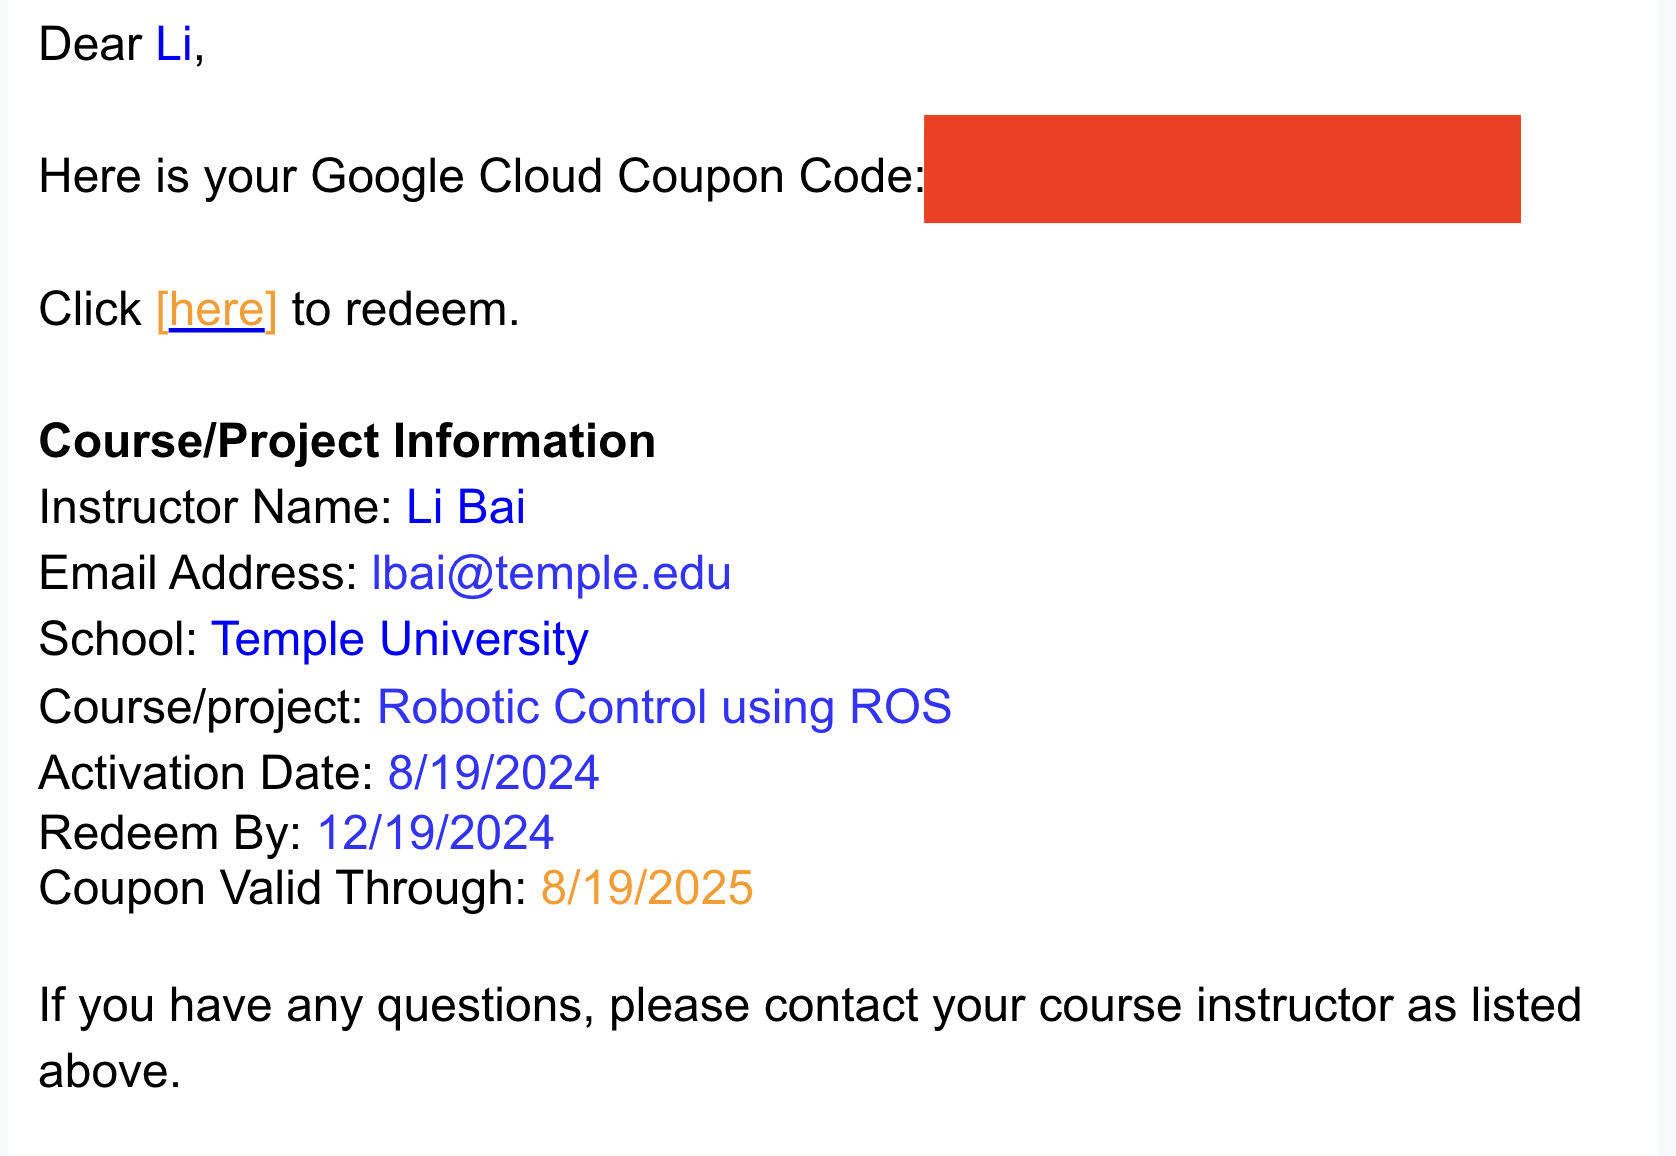 Dear Li,
Here is your Google Cloud Coupon Code:
Click [here] to redeem.
Course/Project Information
Instructor Name: Li Bai
Email Address: lbai@temple.edu
School: Temple University
Course/project: Robotic Control using ROS
Activation Date: 8/19/2024
Redeem By: 12/19/2024
Coupon Valid Through: 8/19/2025
If you have any questions, please contact your course instructor as listed
above.